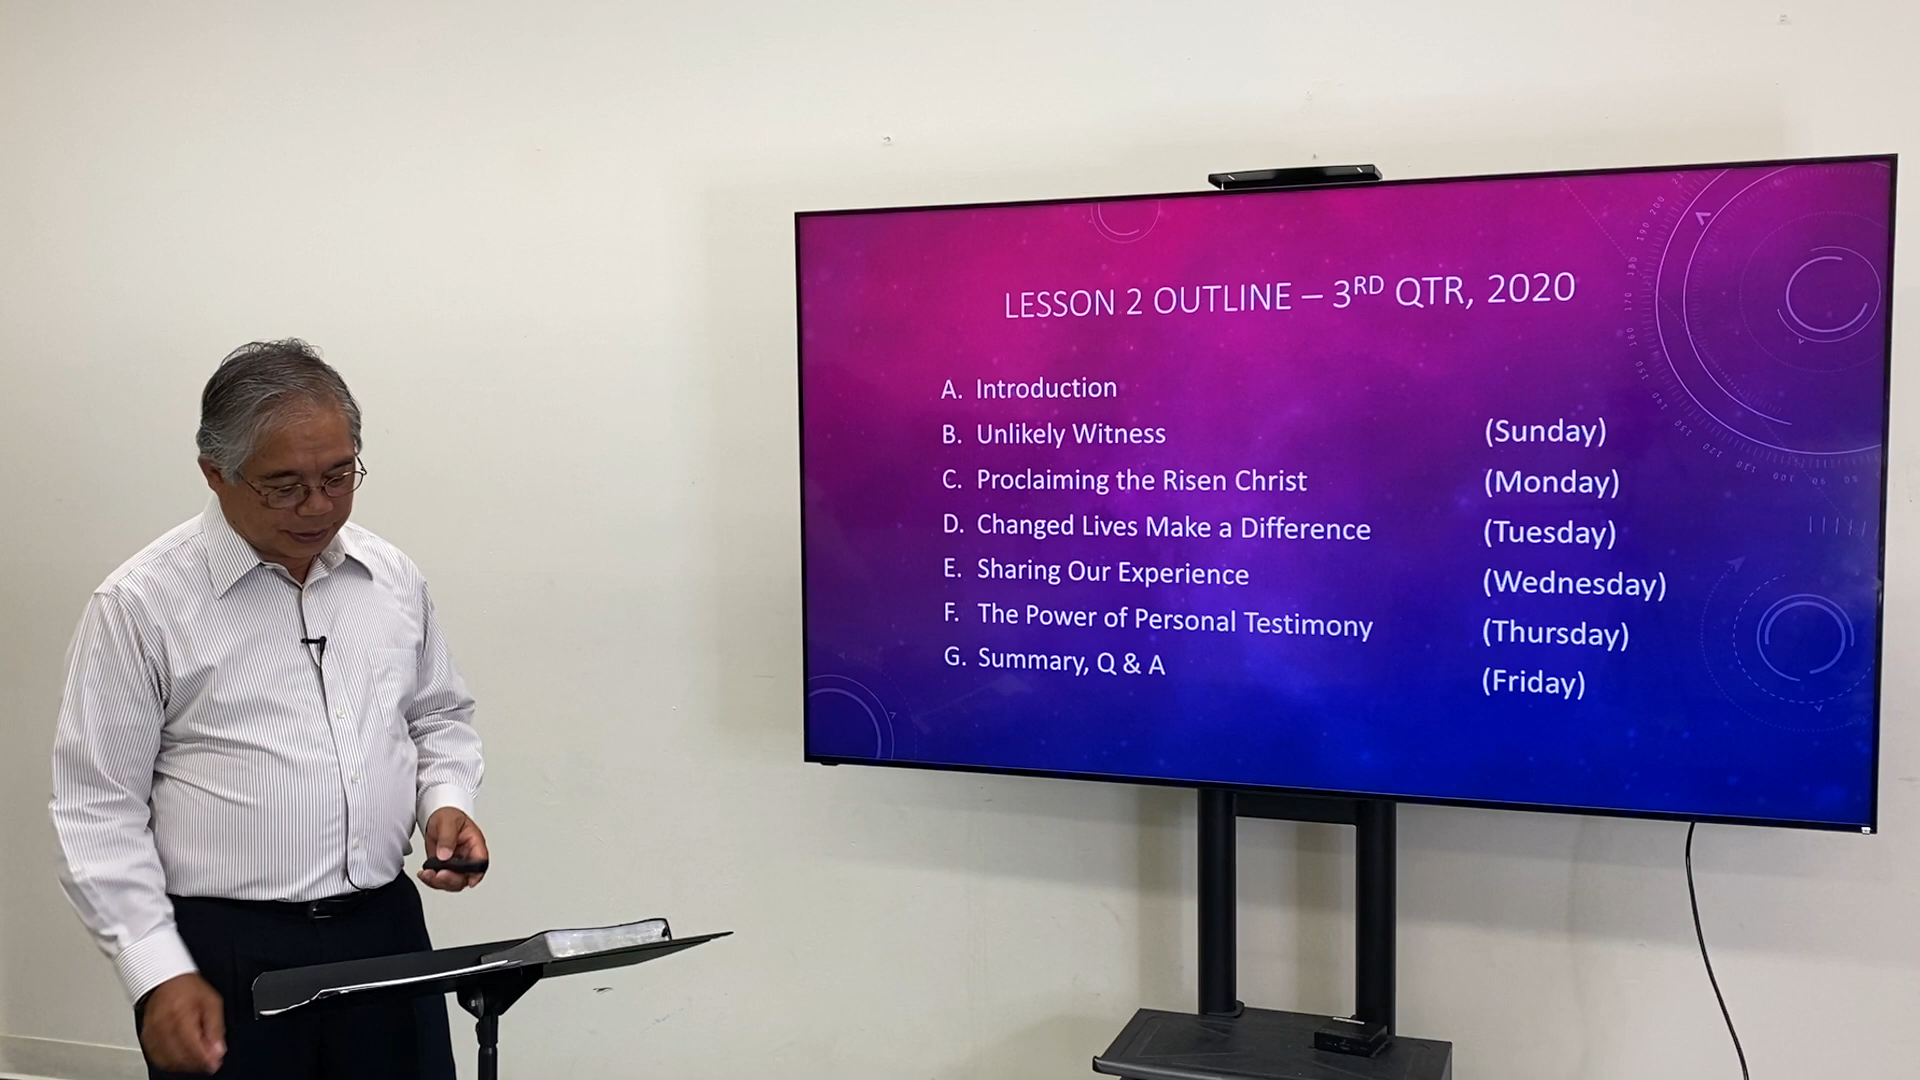 LESSON 2 OUTLINE – 3RD QTR, 2020
A. Introduction
B. Unlikely Witness (Sunday)
C. Proclaiming the Risen Christ (Monday)
D. Changed Lives Make a Difference (Tuesday)
E. Sharing Our Experience (Wednesday)
F. The Power of Personal Testimony (Thursday)
G. Summary, Q & A (Friday)